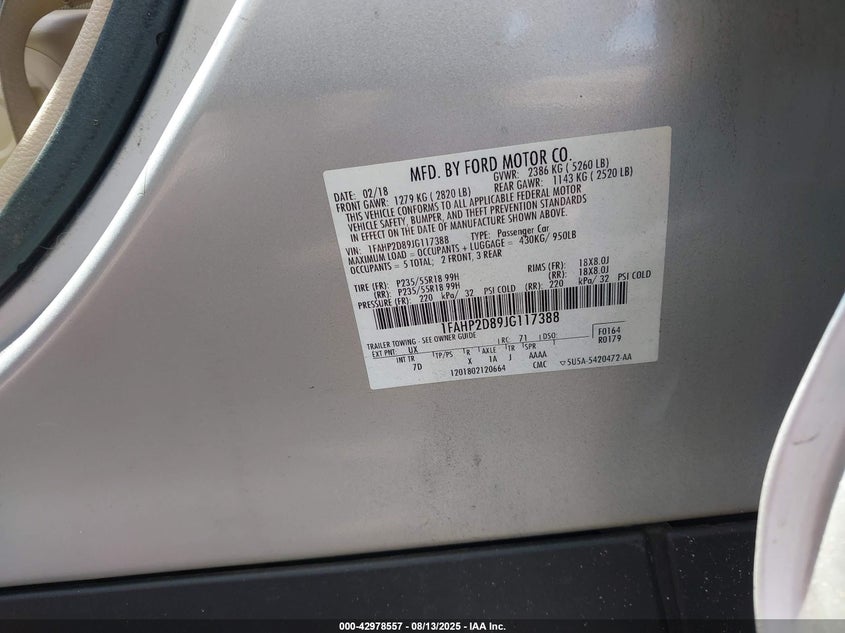 MFD. BY FORD MOTOR CO.
DATE: 02/18 GVWR: 2386 KG ( 5260 LB)
FRONT GAWR: 1279 KG ( 2820 LB) REAR GAWR: 1143 KG ( 2520 LB)
THIS VEHICLE CONFORMS TO ALL APPLICABLE FEDERAL MOTOR
VEHICLE SAFETY, BUMPER, AND THEFT PREVENTION STANDARDS
IN EFFECT ON THE DATE OF MANUFACTURE SHOWN ABOVE.
VIN: 1FAHP2D89JG117388 TYPE: Passenger Car
MAXIMUM LOAD = OCCUPANTS + LUGGAGE = 430KG/ 950LB
OCCUPANTS = 5 TOTAL; 2 FRONT, 3 REAR
TIRE (FR): P235/55R18 99H RIMS (FR): 18X8.0J
(RR): P235/55R18 99H (RR): 18X8.0J
PRESSURE (FR): 220 kPa/ 32 PSI COLD (RR): 220 kPa/ 32 PSI COLD
1FAHP2D89JG117388
TRAILER TOWING - SEE OWNER GUIDE RC: 71 DSO: F0164
EXT PNT: UX R0179
INT TR TP/PS R AXLE TR SPR
7D X 1A J AAAA
1201802120664 CMC ▽5U5A-5420472-AA
000-42978557 - 08/13/2025 - IAA Inc.